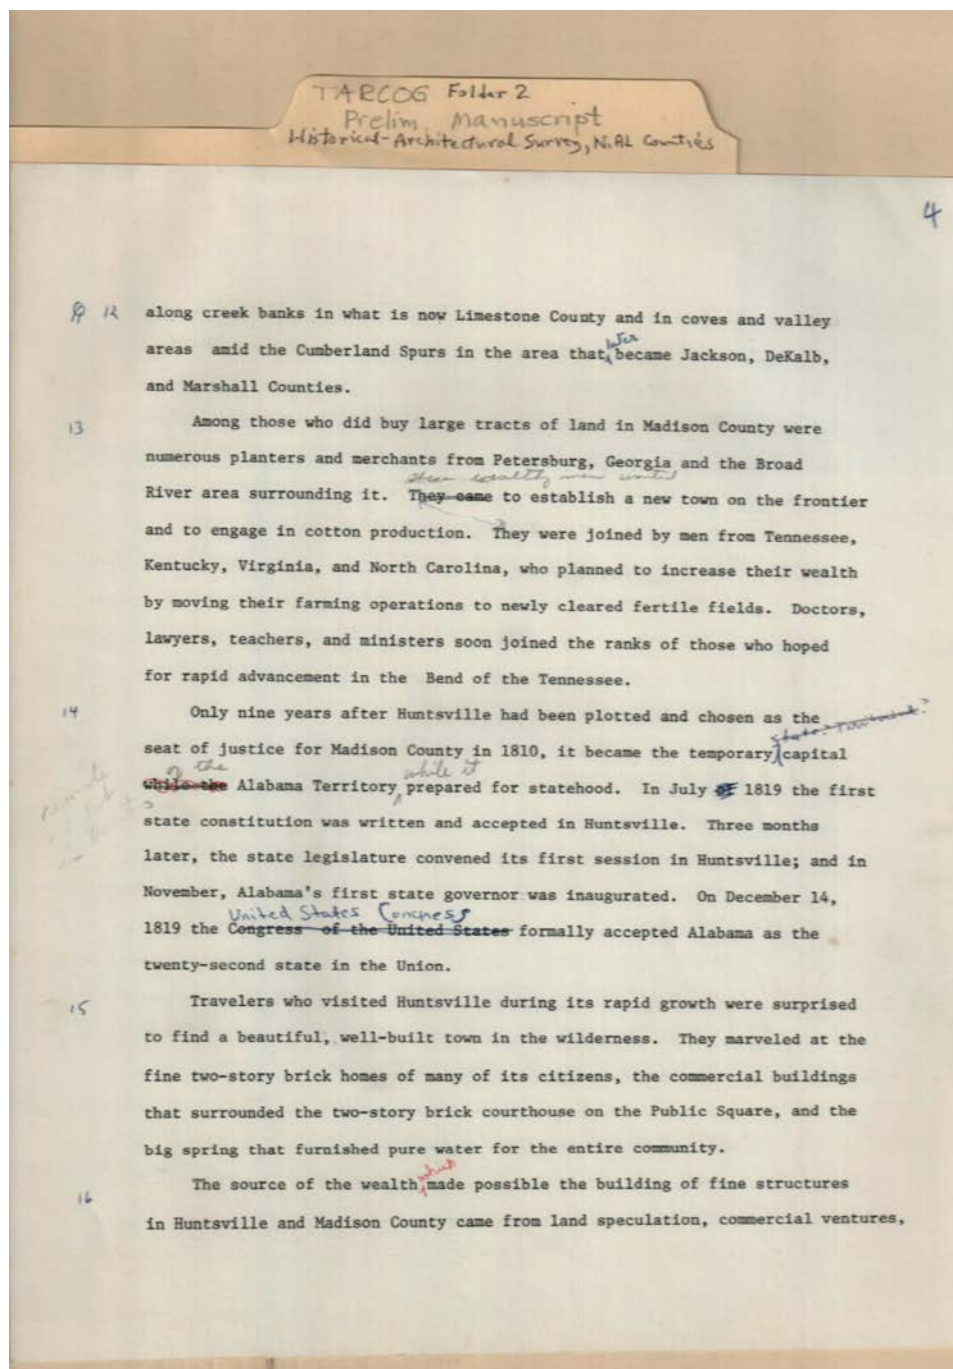 TARCOG Folder 2
Prelim Manuscript
Historical-Architectural Survey, N. AL Counties
4
12 along creek banks in what is now Limestone County and in coves and valley
later
areas amid the Cumberland Spurs in the area that became Jackson, DeKalb,
and Marshall Counties.
13 Among those who did buy large tracts of land in Madison County were
numerous planters and merchants from Petersburg, Georgia and the Broad
these wealthy men wanted
River area surrounding it. They came to establish a new town on the frontier
and to engage in cotton production. They were joined by men from Tennessee,
Kentucky, Virginia, and North Carolina, who planned to increase their wealth
by moving their farming operations to newly cleared fertile fields. Doctors,
lawyers, teachers, and ministers soon joined the ranks of those who hoped
for rapid advancement in the Bend of the Tennessee.
14 Only nine years after Huntsville had been plotted and chosen as the
state? Territorial?
seat of justice for Madison County in 1810, it became the temporary capital
of the while it
while the Alabama Territory prepared for statehood. In July of 1819 the first
state constitution was written and accepted in Huntsville. Three months
later, the state legislature convened its first session in Huntsville; and in
November, Alabama's first state governor was inaugurated. On December 14,
United States Congress
1819 the Congress of the United States formally accepted Alabama as the
twenty-second state in the Union.
15 Travelers who visited Huntsville during its rapid growth were surprised
to find a beautiful, well-built town in the wilderness. They marveled at the
fine two-story brick homes of many of its citizens, the commercial buildings
that surrounded the two-story brick courthouse on the Public Square, and the
big spring that furnished pure water for the entire community.
which
16 The source of the wealth made possible the building of fine structures
in Huntsville and Madison County came from land speculation, commercial ventures,